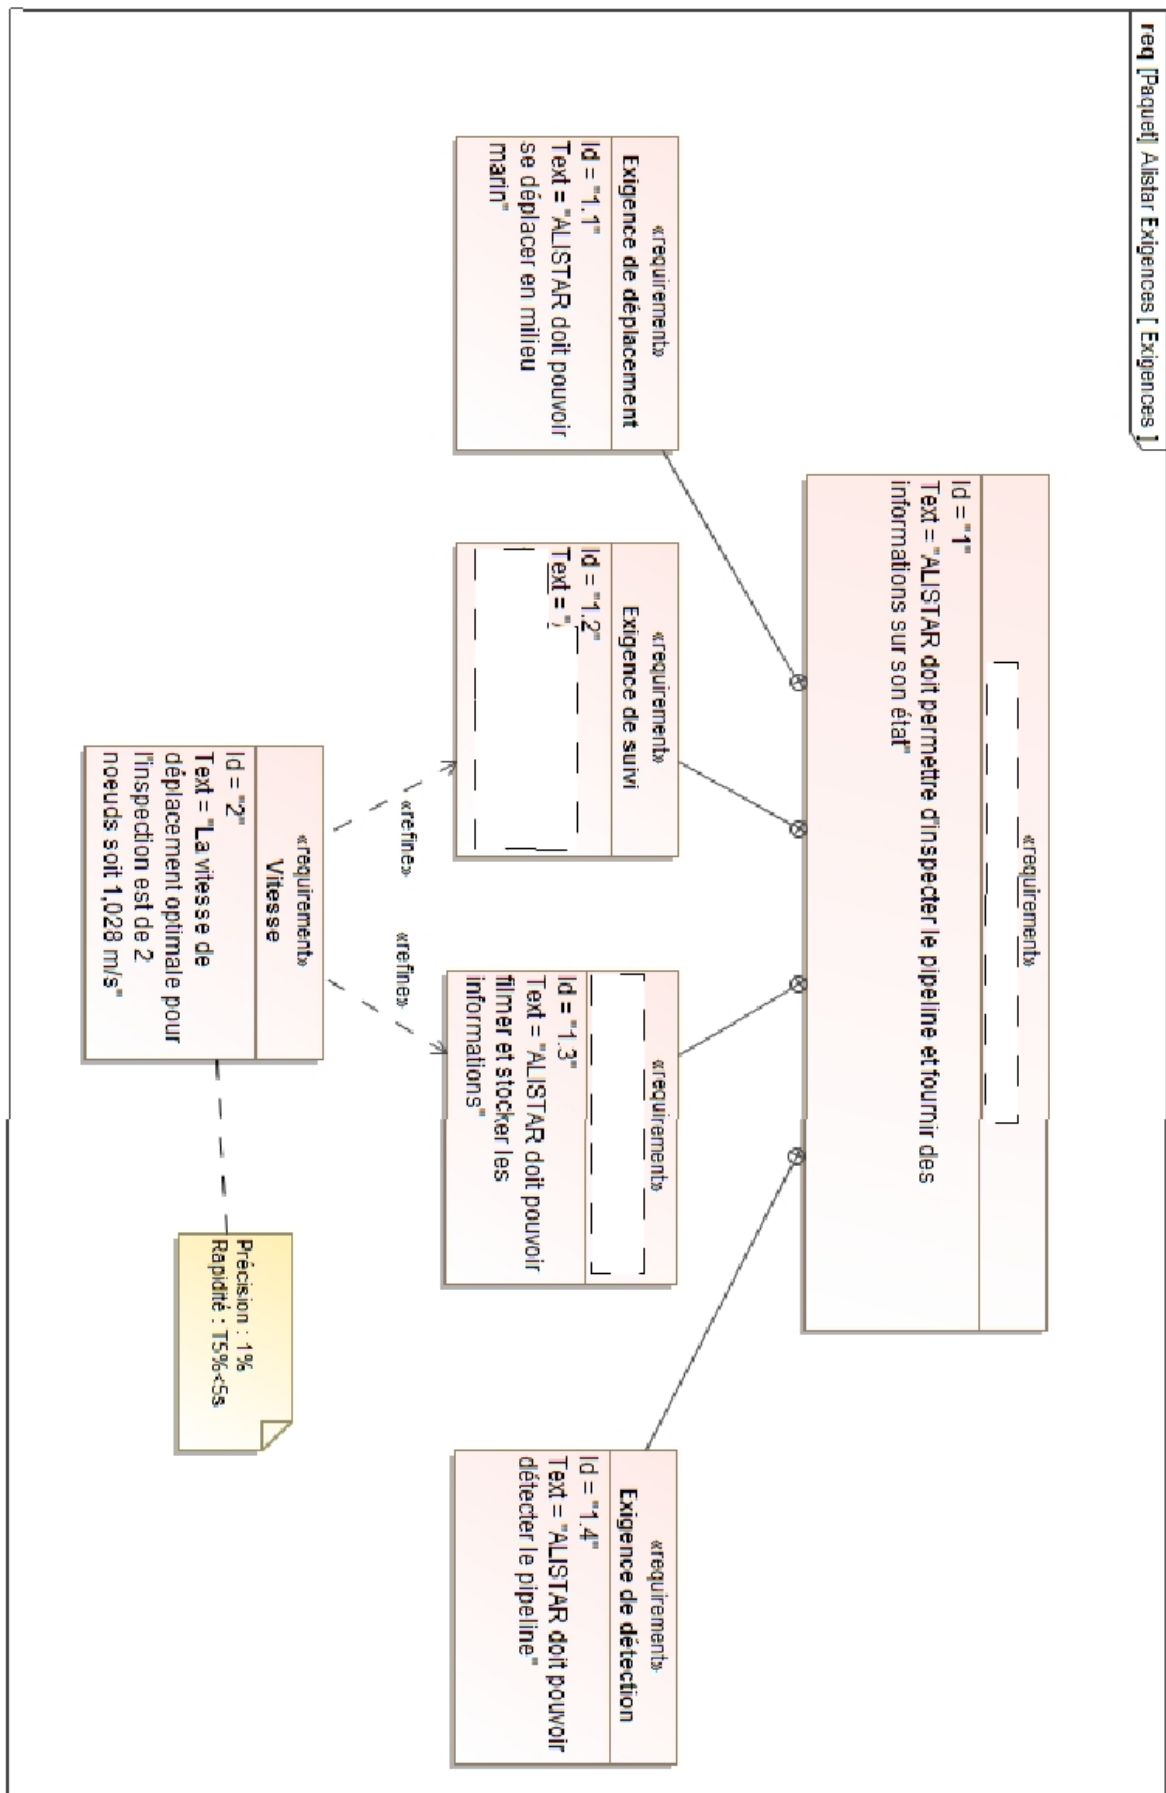 req [Paquet] Alistar Exigences [ Exigences ]
«requirement»
Id = "1"
Text = "ALISTAR doit permettre d'inspecter le pipeline et fournir des
informations sur son état"
«requirement»
Exigence de déplacement
Id = "1.1"
Text = "ALISTAR doit pouvoir
se déplacer en milieu
marin"
«requirement»
Exigence de suivi
Id = "1.2"
Text = "
«requirement»
Id = "1.3"
Text = "ALISTAR doit pouvoir
filmer et stocker les
informations"
«requirement»
Exigence de détection
Id = "1.4"
Text = "ALISTAR doit pouvoir
détecter le pipeline"
«refine»
«refine»
«requirement»
Vitesse
Id = "2"
Text = "La vitesse de
déplacement optimale pour
l'inspection est de 2
noeuds soit 1,028 m/s"
Précision : 1%
Rapidité : T5%<5s